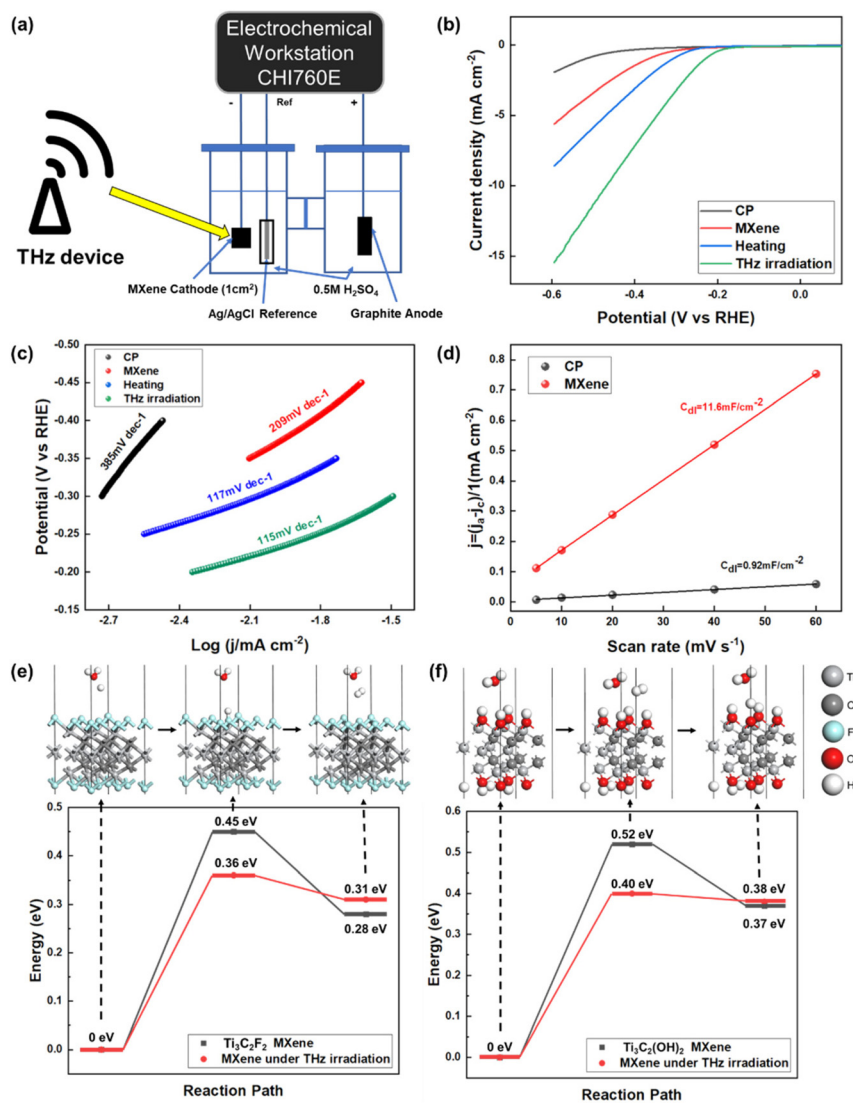 (a)
Electrochemical
Workstation
CHI760E
- Ref +
THz device
MXene Cathode (1cm²)
0.5M H₂SO₄
Ag/AgCl Reference
Graphite Anode
(b)
Current density (mA cm⁻²)
0
-5
-10
-15
CP
MXene
Heating
THz irradiation
-0.6 -0.4 -0.2 0.0
Potential (V vs RHE)
(c)
Potential (V vs RHE)
-0.50
-0.45
-0.40
-0.35
-0.30
-0.25
-0.20
-0.15
CP
MXene
Heating
THz irradiation
385mV dec-1
209mV dec-1
117mV dec-1
115mV dec-1
-2.7 -2.4 -2.1 -1.8 -1.5
Log (j/mA cm⁻²)
(d)
j=(jₐ-j꜀)/1(mA cm⁻²)
0.8
0.6
0.4
0.2
0.0
CP
MXene
C_dl=11.6mF/cm⁻²
C_dl=0.92mF/cm⁻²
0 10 20 30 40 50 60
Scan rate (mV s⁻¹)
(e)
Energy (eV)
0.5
0.4
0.3
0.2
0.1
0.0
0.45 eV
0.36 eV
0.31 eV
0.28 eV
0 eV
Ti₃C₂F₂ MXene
MXene under THz irradiation
Reaction Path
(f)
T
C
F
O
H
Energy (eV)
0.6
0.5
0.4
0.3
0.2
0.1
0.0
0.52 eV
0.40 eV
0.38 eV
0.37 eV
0 eV
Ti₃C₂(OH)₂ MXene
MXene under THz irradiation
Reaction Path